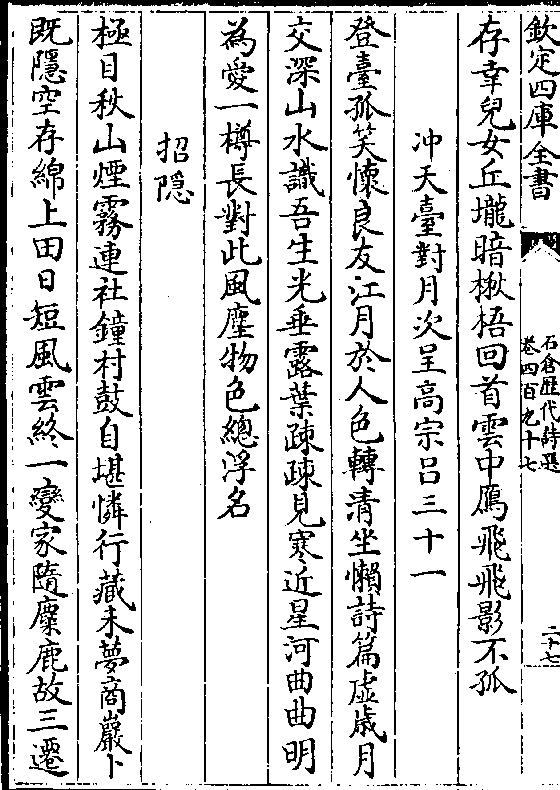 欽定四庫全書
石倉歴代詩選
卷四百九十七
二十七
存幸兒女丘壠暗楸梧回首雲中鴈飛飛影不孤
冲天臺對月次呈高宗吕三十一
登臺孤笑懷良友江月於人色轉清坐懶詩篇虚歲月
交深山水識吾生光垂露葉疎疎見寒近星河曲曲明
為愛一樽長對此風塵物色總浮名
招隱
極目秋山煙霧連社鐘村鼓自堪憐行藏未夢商巖卜
既隱空存綿上田日短風雲終一變家隨麋鹿故三遷